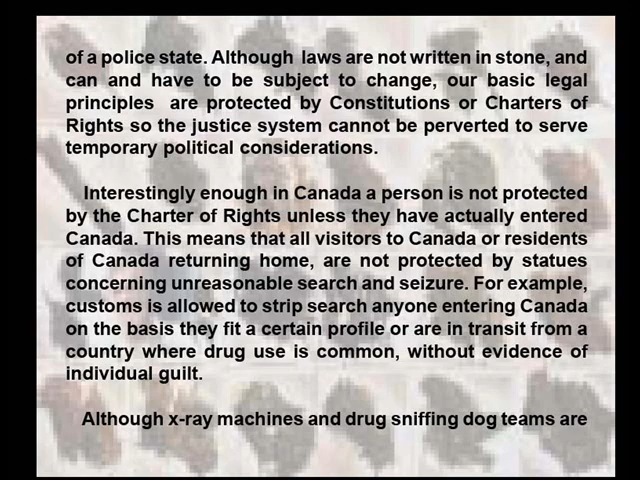 of a police state. Although laws are not written in stone, and
can and have to be subject to change, our basic legal
principles are protected by Constitutions or Charters of
Rights so the justice system cannot be perverted to serve
temporary political considerations.
Interestingly enough in Canada a person is not protected
by the Charter of Rights unless they have actually entered
Canada. This means that all visitors to Canada or residents
of Canada returning home, are not protected by statues
concerning unreasonable search and seizure. For example,
customs is allowed to strip search anyone entering Canada
on the basis they fit a certain profile or are in transit from a
country where drug use is common, without evidence of
individual guilt.
Although x-ray machines and drug sniffing dog teams are